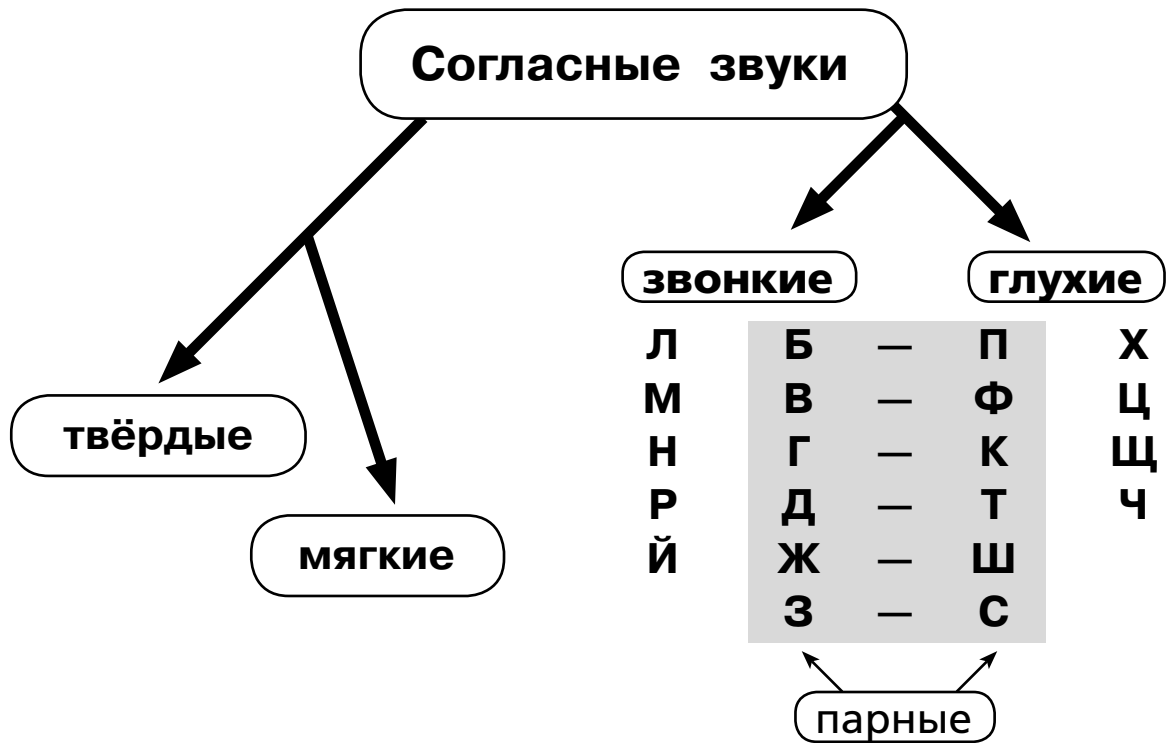 Согласные звуки
звонкие глухие
Л Б — П Х
М В — Ф Ц
Н Г — К Щ
Р Д — Т Ч
Й Ж — Ш
З — С
твёрдые
мягкие
парные